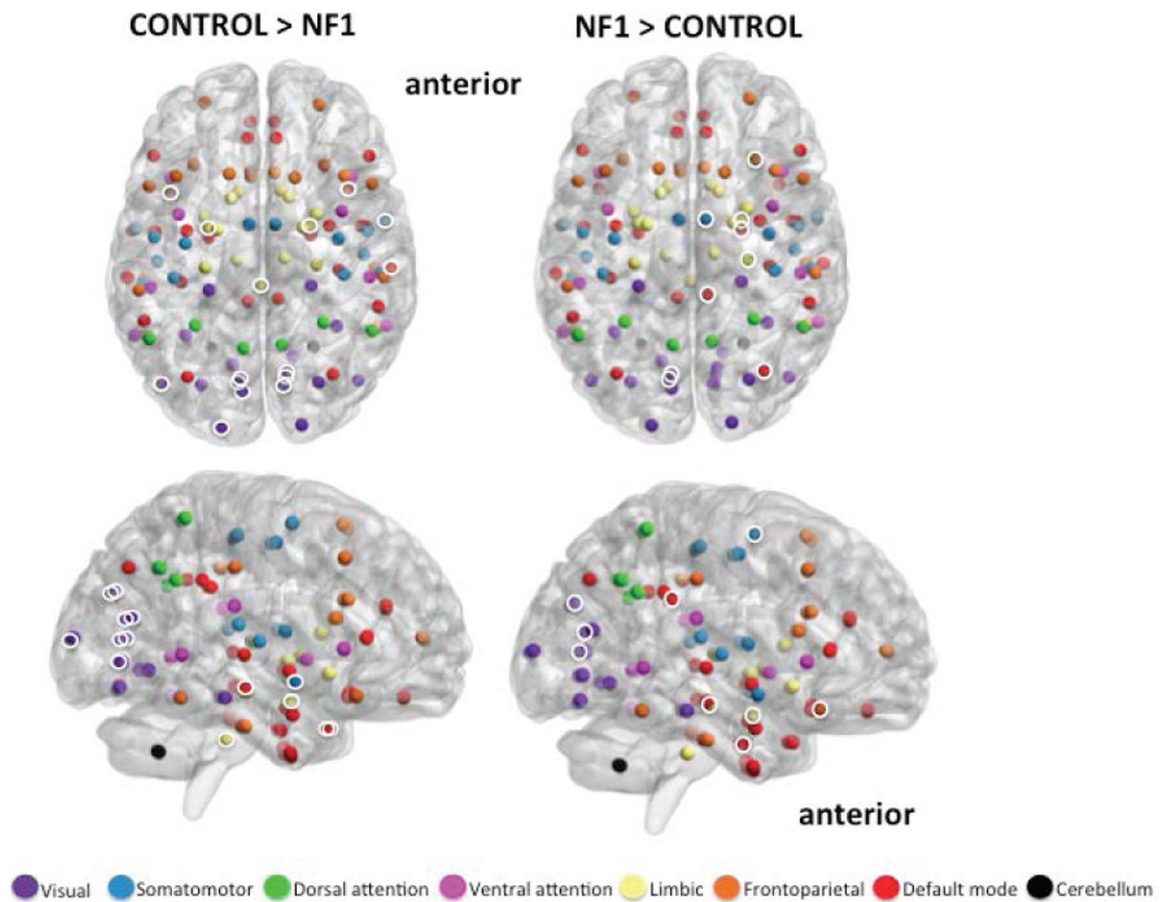 CONTROL > NF1
NF1 > CONTROL
anterior
anterior
Visual
Somatomotor
Dorsal attention
Ventral attention
Limbic
Frontoparietal
Default mode
Cerebellum